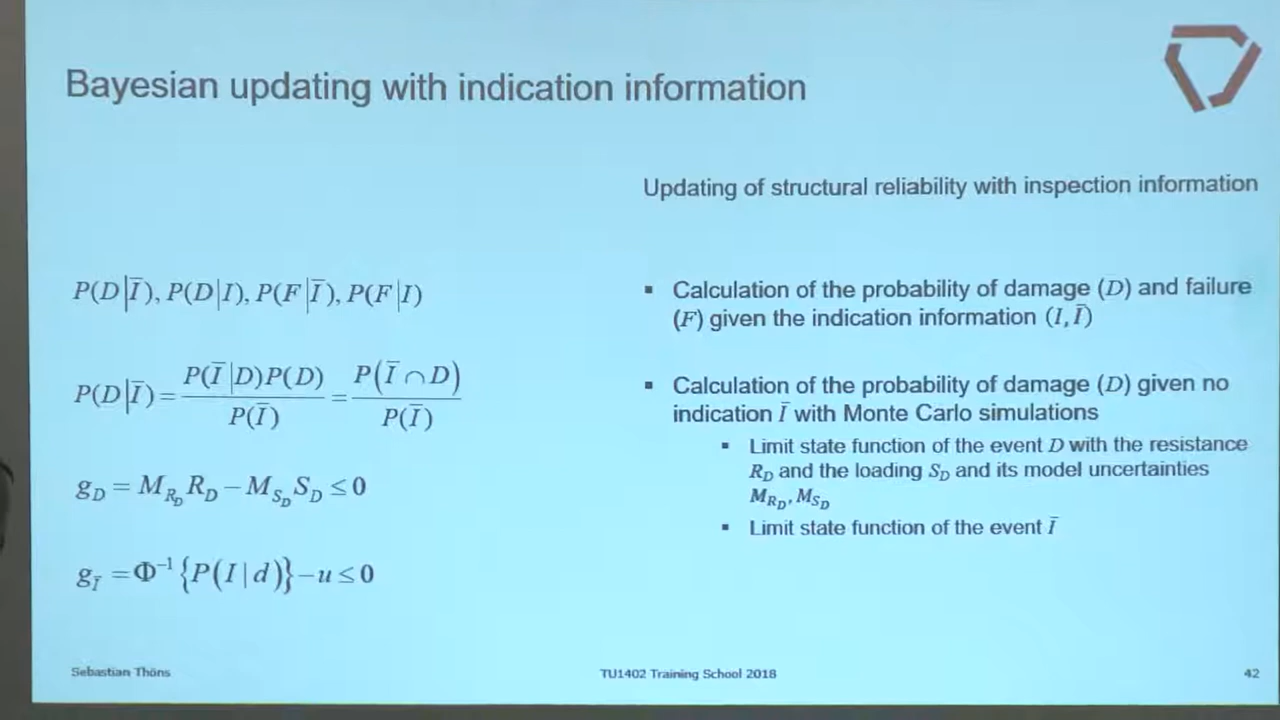 Bayesian updating with indication information
Updating of structural reliability with inspection information
P(D|Ī), P(D|I), P(F|Ī), P(F|I)
▪ Calculation of the probability of damage (D) and failure
(F) given the indication information (I, Ī)
P(D|Ī) = P(Ī|D)P(D) / P(Ī) = P(Ī ∩ D) / P(Ī)
▪ Calculation of the probability of damage (D) given no
indication Ī with Monte Carlo simulations
▪ Limit state function of the event D with the resistance
R_D and the loading S_D and its model uncertainties
M_{R_D}, M_{S_D}
g_D = M_{R_D} R_D − M_{S_D} S_D ≤ 0
▪ Limit state function of the event Ī
g_Ī = Φ⁻¹{P(I|d)} − u ≤ 0
Sebastian Thöns
TU1402 Training School 2018
42